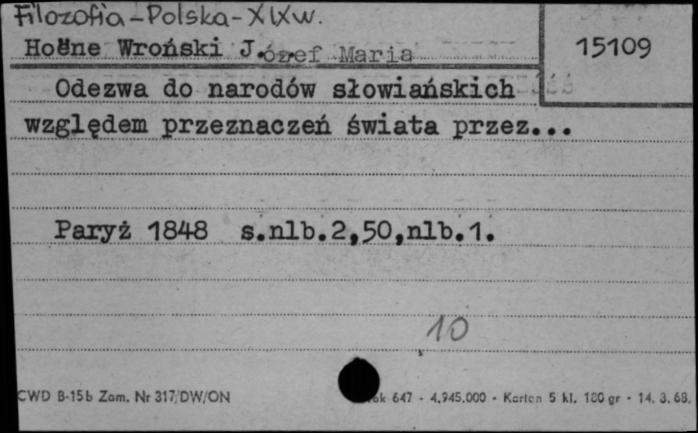 Filozofia-Polska-XIXw.
Hoëne Wroński J.ózef Maria
15109
Odezwa do narodów słowiańskich
względem przeznaczeń świata przez...
Paryż 1848 s.nlb.2,50,nlb.1.
10
CWD B-15b Zam. Nr 317/DW/ON
647 - 4.945.000 - Karton 5 kl. 180 gr - 14. 3. 68.